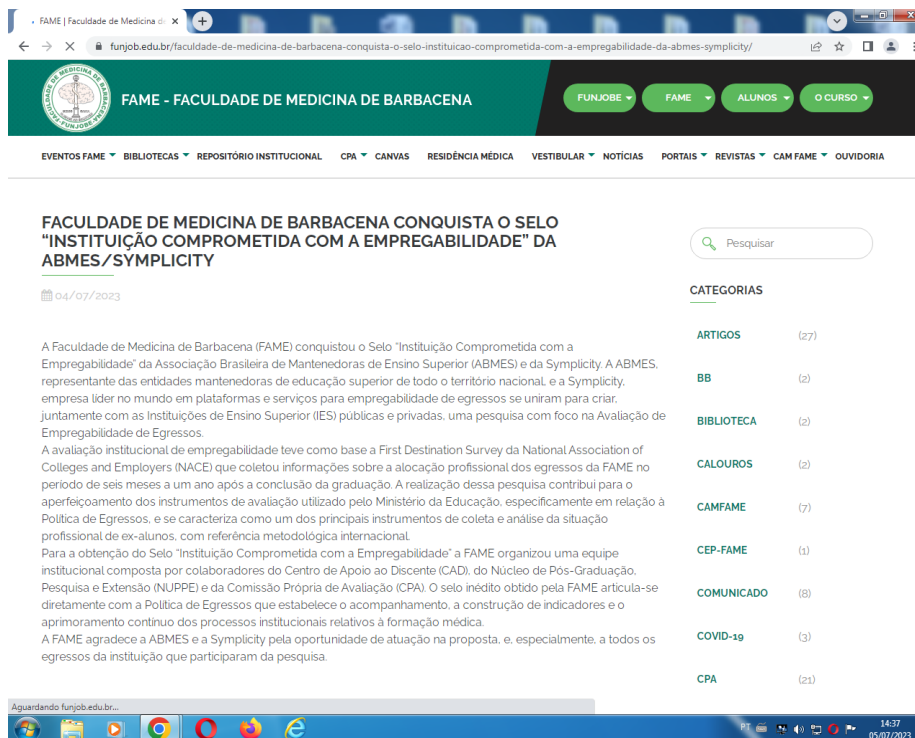 FAME | Faculdade de Medicina de
funjob.edu.br/faculdade-de-medicina-de-barbacena-conquista-o-selo-instituicao-comprometida-com-a-empregabilidade-da-abmes-symplicity/
FAME - FACULDADE DE MEDICINA DE BARBACENA
FUNJOBE
FAME
ALUNOS
O CURSO
EVENTOS FAME BIBLIOTECAS REPOSITÓRIO INSTITUCIONAL CPA CANVAS RESIDÊNCIA MÉDICA VESTIBULAR NOTÍCIAS PORTAIS REVISTAS CAM FAME OUVIDORIA
FACULDADE DE MEDICINA DE BARBACENA CONQUISTA O SELO
“INSTITUIÇÃO COMPROMETIDA COM A EMPREGABILIDADE” DA
ABMES/SYMPLICITY
04/07/2023
A Faculdade de Medicina de Barbacena (FAME) conquistou o Selo “Instituição Comprometida com a
Empregabilidade” da Associação Brasileira de Mantenedoras de Ensino Superior (ABMES) e da Symplicity. A ABMES,
representante das entidades mantenedoras de educação superior de todo o território nacional, e a Symplicity,
empresa líder no mundo em plataformas e serviços para empregabilidade de egressos se uniram para criar,
juntamente com as Instituições de Ensino Superior (IES) públicas e privadas, uma pesquisa com foco na Avaliação de
Empregabilidade de Egressos.
A avaliação institucional de empregabilidade teve como base a First Destination Survey da National Association of
Colleges and Employers (NACE) que coletou informações sobre a alocação profissional dos egressos da FAME no
período de seis meses a um ano após a conclusão da graduação. A realização dessa pesquisa contribui para o
aperfeiçoamento dos instrumentos de avaliação utilizado pelo Ministério da Educação, especificamente em relação à
Política de Egressos, e se caracteriza como um dos principais instrumentos de coleta e análise da situação
profissional de ex-alunos, com referência metodológica internacional.
Para a obtenção do Selo “Instituição Comprometida com a Empregabilidade” a FAME organizou uma equipe
institucional composta por colaboradores do Centro de Apoio ao Discente (CAD), do Núcleo de Pós-Graduação,
Pesquisa e Extensão (NUPPE) e da Comissão Própria de Avaliação (CPA). O selo inédito obtido pela FAME articula-se
diretamente com a Política de Egressos que estabelece o acompanhamento, a construção de indicadores e o
aprimoramento contínuo dos processos institucionais relativos à formação médica.
A FAME agradece a ABMES e a Symplicity pela oportunidade de atuação na proposta, e, especialmente, a todos os
egressos da instituição que participaram da pesquisa.
Pesquisar
CATEGORIAS
ARTIGOS (27)
BB (2)
BIBLIOTECA (2)
CALOUROS (2)
CAMFAME (7)
CEP-FAME (1)
COMUNICADO (8)
COVID-19 (3)
CPA (21)
Aguardando funjob.edu.br...
PT
14:37
05/07/2023